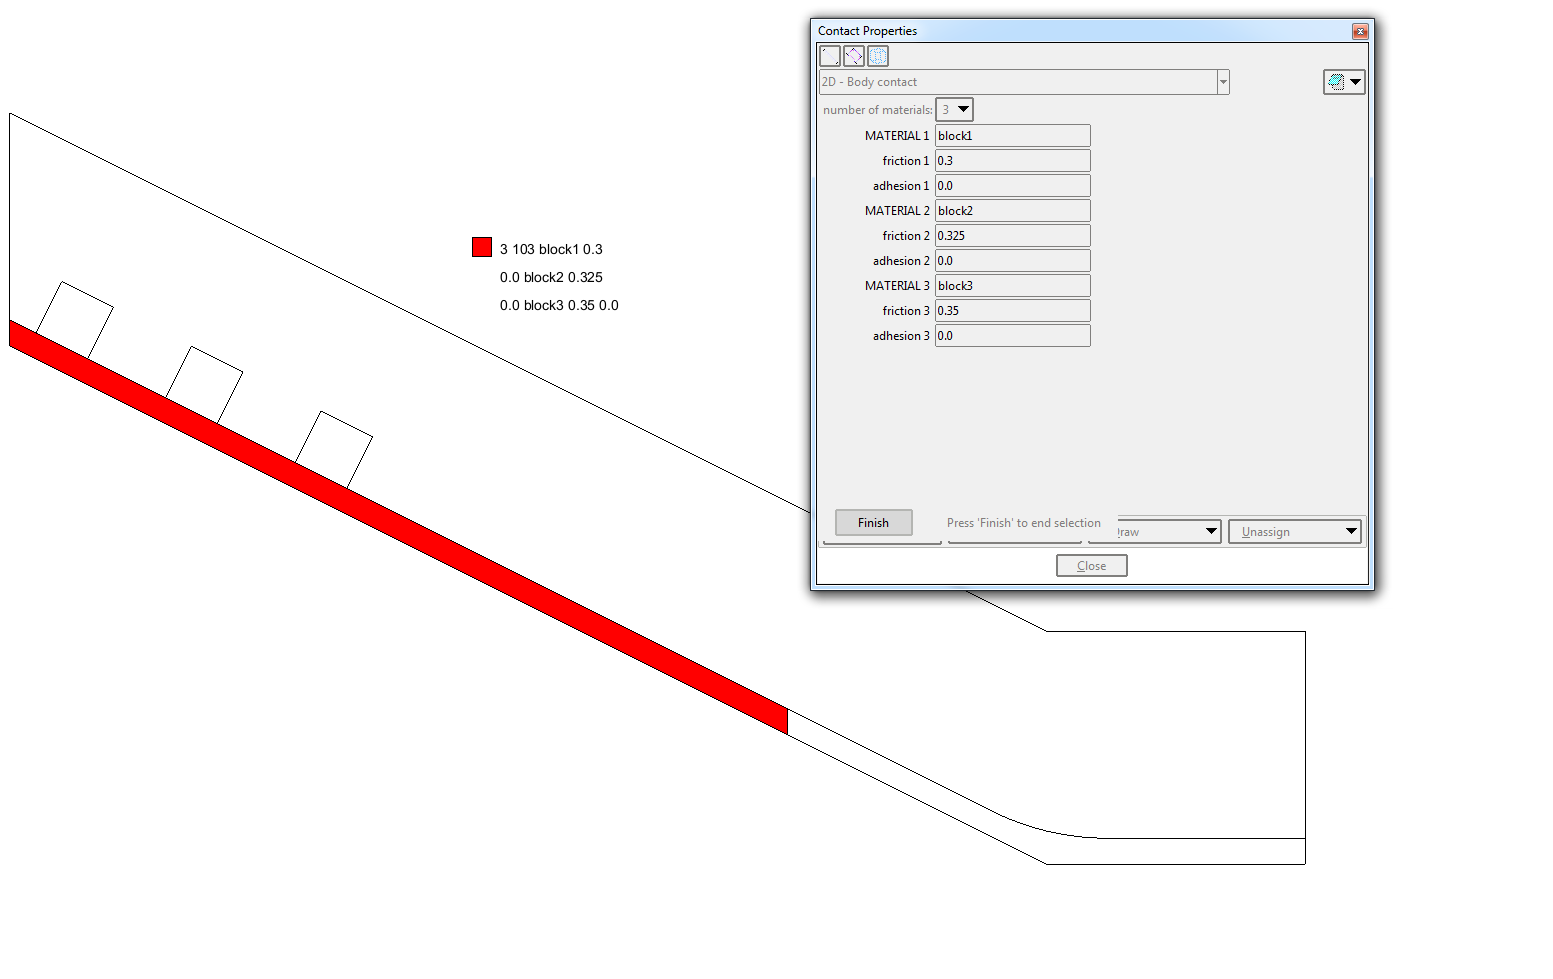 Contact Properties
2D - Body contact
number of materials: 3
MATERIAL 1 block1
friction 1 0.3
adhesion 1 0.0
MATERIAL 2 block2
friction 2 0.325
adhesion 2 0.0
MATERIAL 3 block3
friction 3 0.35
adhesion 3 0.0
Finish Press 'Finish' to end selection raw Unassign
Close
3 103 block1 0.3
0.0 block2 0.325
0.0 block3 0.35 0.0